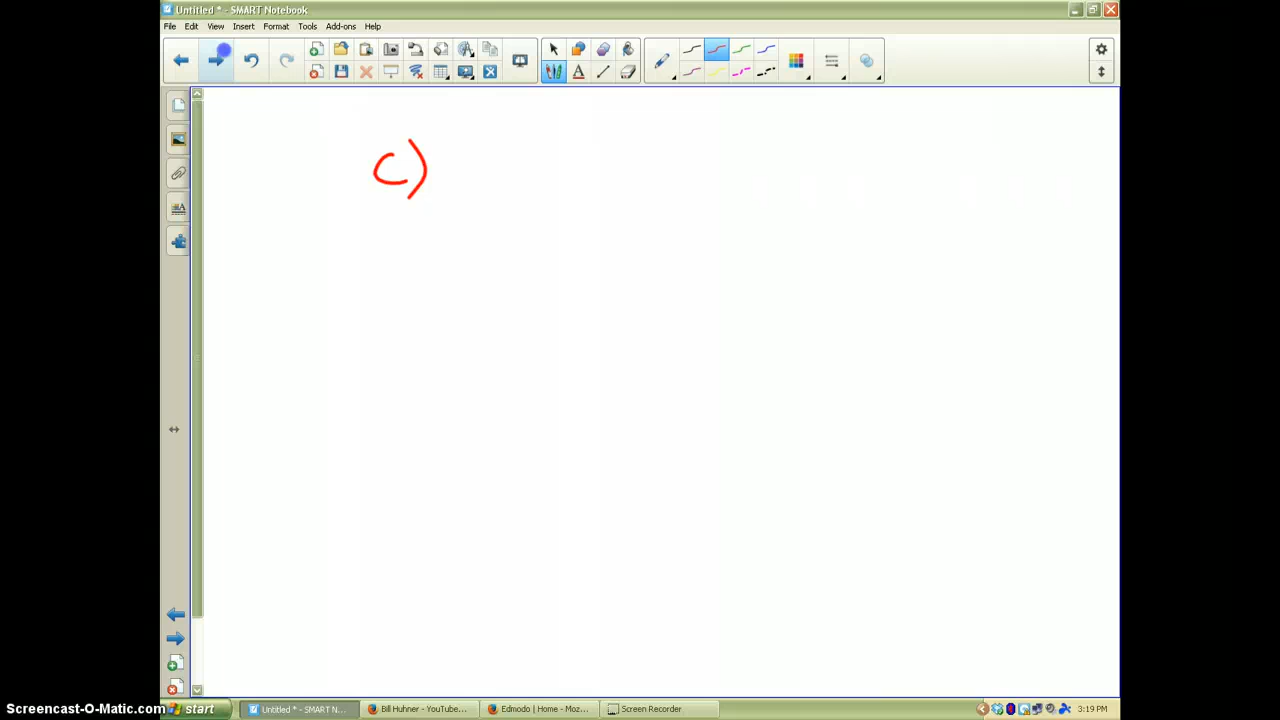 Untitled * - SMART Notebook
File Edit View Insert Format Tools Add-ons Help
C)
Screencast-O-Matic.com
start
Untitled * - SMART N...
Bill Huhner - YouTube...
Edmodo | Home - Moz...
Screen Recorder
3:19 PM